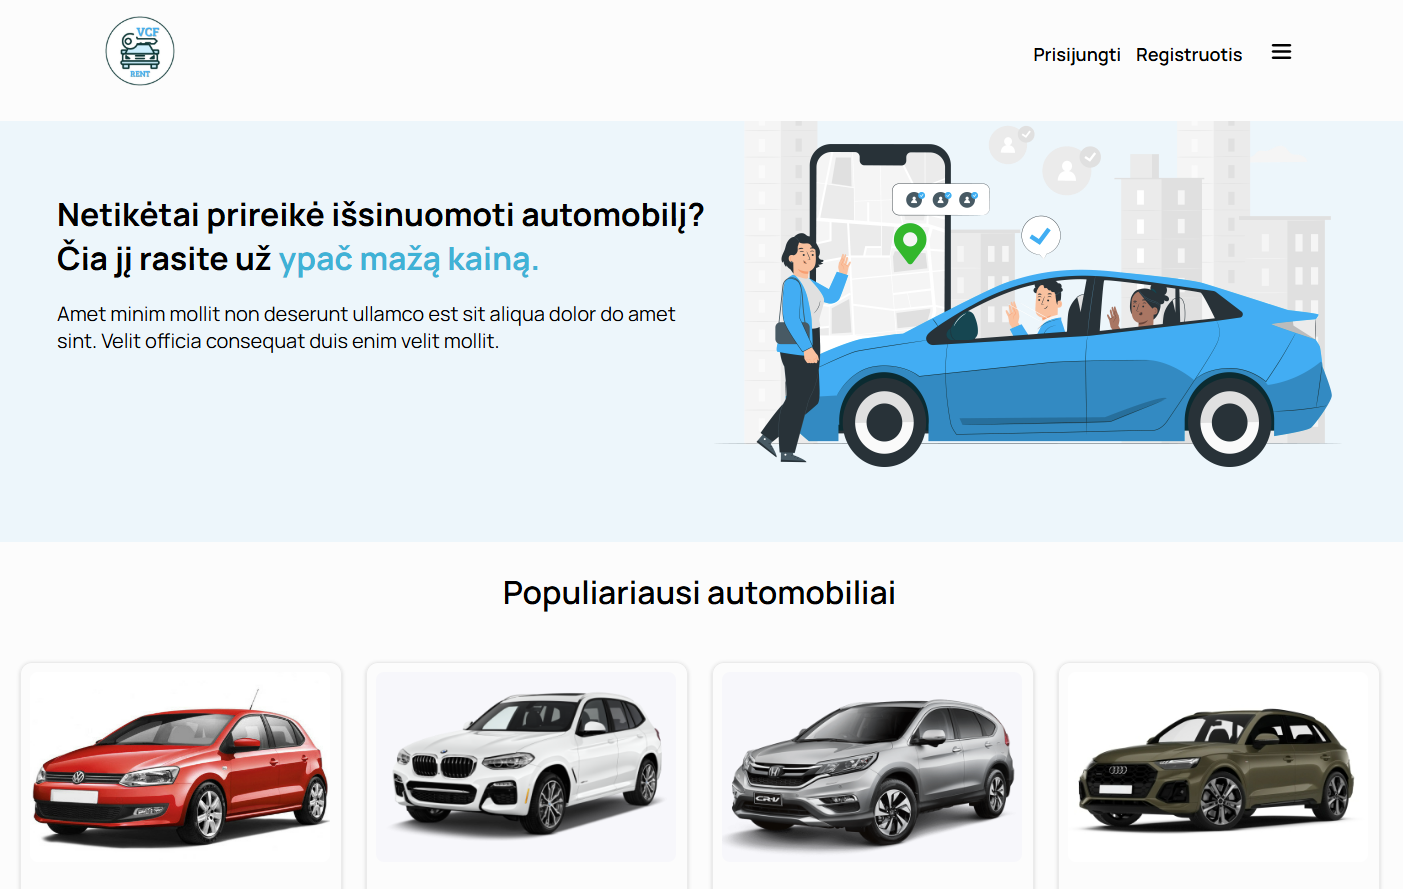 VCF
RENT
Prisijungti Registruotis
Netikėtai prireikė išsinuomoti automobilį?
Čia jį rasite už ypač mažą kainą.
Amet minim mollit non deserunt ullamco est sit aliqua dolor do amet
sint. Velit officia consequat duis enim velit mollit.
Populiariausi automobiliai
CR-V